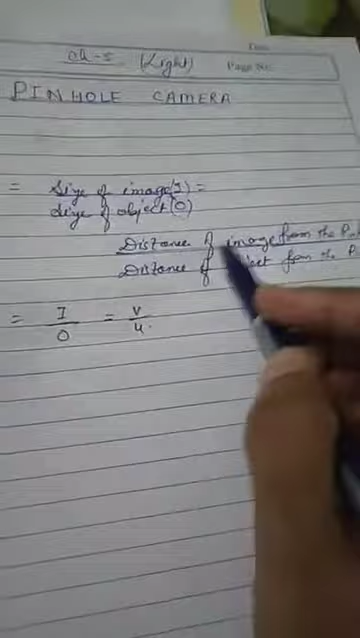 Ch-5 (Light)
Date
Page No.
PINHOLE CAMERA
= Size of image(I) =
Size of object(O)
Distance of image from the
Distance of object from the
= I = V
O u.